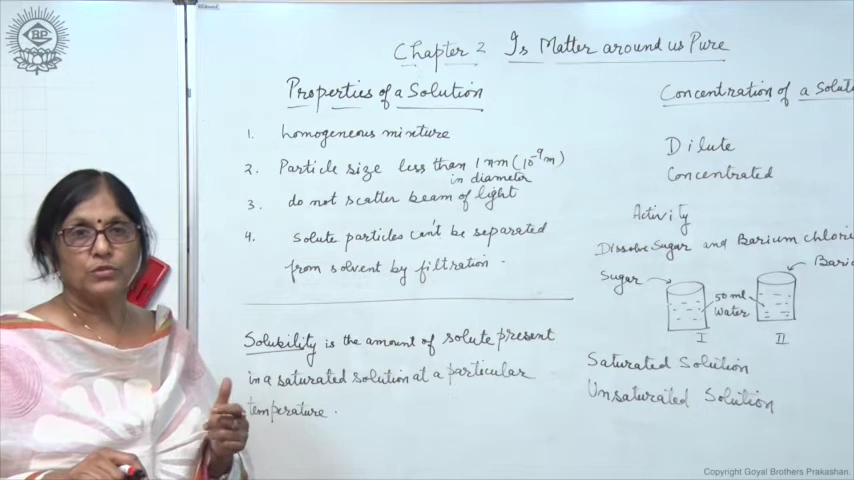 GBP
Chapter 2 Is Matter around us Pure
Properties of a Solution
1. homogeneous mixture
2. Particle size less than 1 nm (10⁻⁹m)
in diameter
3. do not scatter beam of light
4. Solute particles can't be separated
from solvent by filtration.
Solubility is the amount of solute present
in a saturated solution at a particular
temperature.
Concentration of a Soluti
Dilute
Concentrated
Activity
Dissolve Sugar and Barium chlori
Sugar
Bari
50 ml
water
I II
Saturated Solution
Unsaturated Solution
Copyright Goyal Brothers Prakashan.